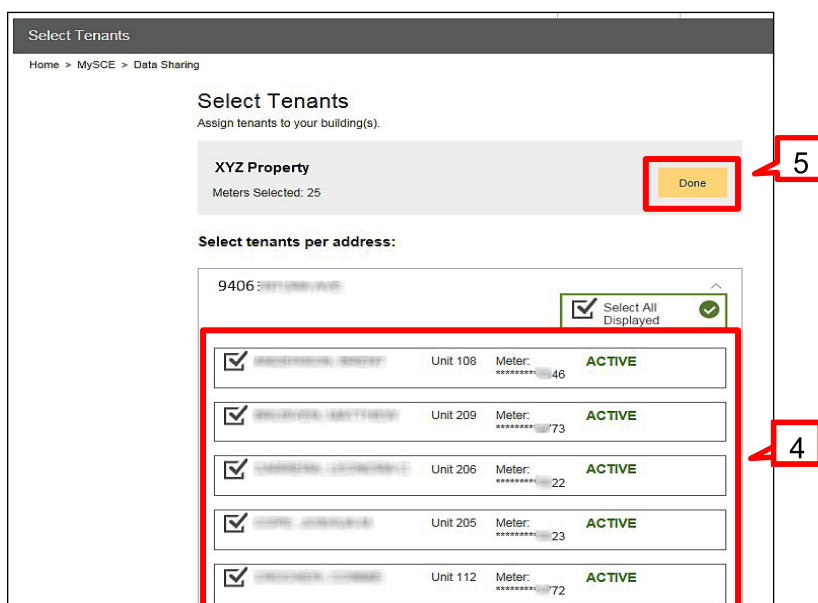 Select Tenants
Home > MySCE > Data Sharing
Select Tenants
Assign tenants to your building(s).
XYZ Property
Meters Selected: 25
Done
5
Select tenants per address:
9406
Select All
Displayed
Unit 108 Meter: ACTIVE
46
Unit 209 Meter: ACTIVE
73
Unit 206 Meter: ACTIVE
22
4
Unit 205 Meter: ACTIVE
23
Unit 112 Meter: ACTIVE
72